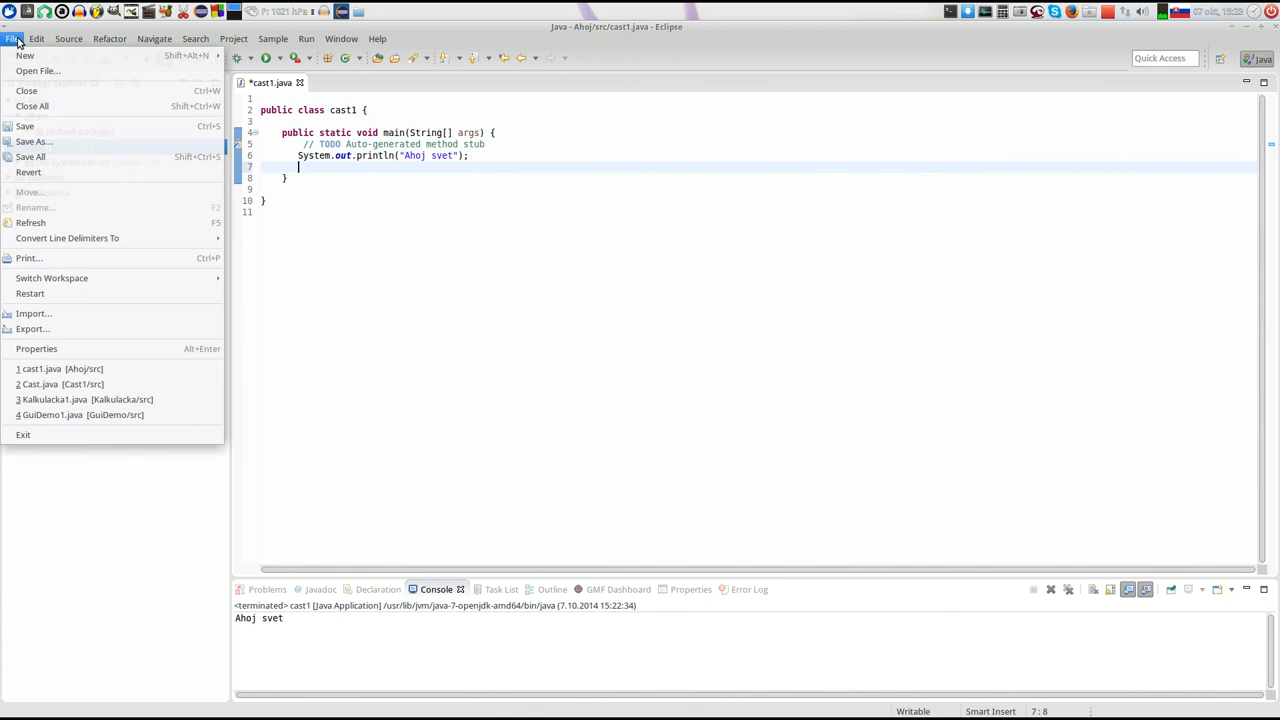 P: 1021 hPa
07 okt, 15:23
Java - Ahoj/src/cast1.java - Eclipse
File Edit Source Refactor Navigate Search Project Sample Run Window Help
Quick Access
Java
New Shift+Alt+N
Open File...
Close Ctrl+W
Close All Shift+Ctrl+W
Save Ctrl+S
Save As...
Save All Shift+Ctrl+S
Revert
Move...
Rename... F2
Refresh F5
Convert Line Delimiters To
Print... Ctrl+P
Switch Workspace
Restart
Import...
Export...
Properties Alt+Enter
1 cast1.java [Ahoj/src]
2 Cast.java [Cast1/src]
3 Kalkulacka1.java [Kalkulacka/src]
4 GuiDemo1.java [GuiDemo/src]
Exit
*cast1.java
1
2 public class cast1 {
4 public static void main(String[] args) {
5 // TODO Auto-generated method stub
6 System.out.println("Ahoj svet");
7
8 }
9
10 }
11
Problems Javadoc Declaration Console Task List Outline GMF Dashboard Properties Error Log
<terminated> cast1 [Java Application] /usr/lib/jvm/java-7-openjdk-amd64/bin/java (7.10.2014 15:22:34)
Ahoj svet
Writable Smart Insert 7 : 8